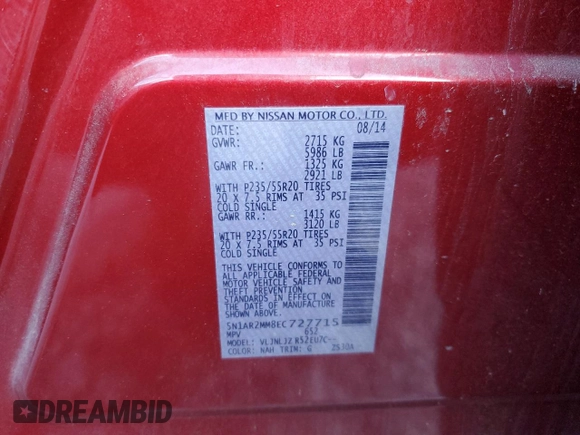 MFD BY NISSAN MOTOR CO., LTD.
DATE: 08/14
GVWR: 2715 KG
5986 LB
GAWR FR.: 1325 KG
2921 LB
WITH P235/55R20 TIRES
20 X 7.5 RIMS AT 35 PSI
COLD SINGLE
GAWR RR.: 1415 KG
3120 LB
WITH P235/55R20 TIRES
20 X 7.5 RIMS AT 35 PSI
COLD SINGLE
THIS VEHICLE CONFORMS TO
ALL APPLICABLE FEDERAL
MOTOR VEHICLE SAFETY AND
THEFT PREVENTION
STANDARDS IN EFFECT ON
THE DATE OF MANUFACTURE
SHOWN ABOVE.
5N1AR2MM8EC727715
MPV 652
MODEL:
COLOR: NAH TRIM: G
DREAMBID